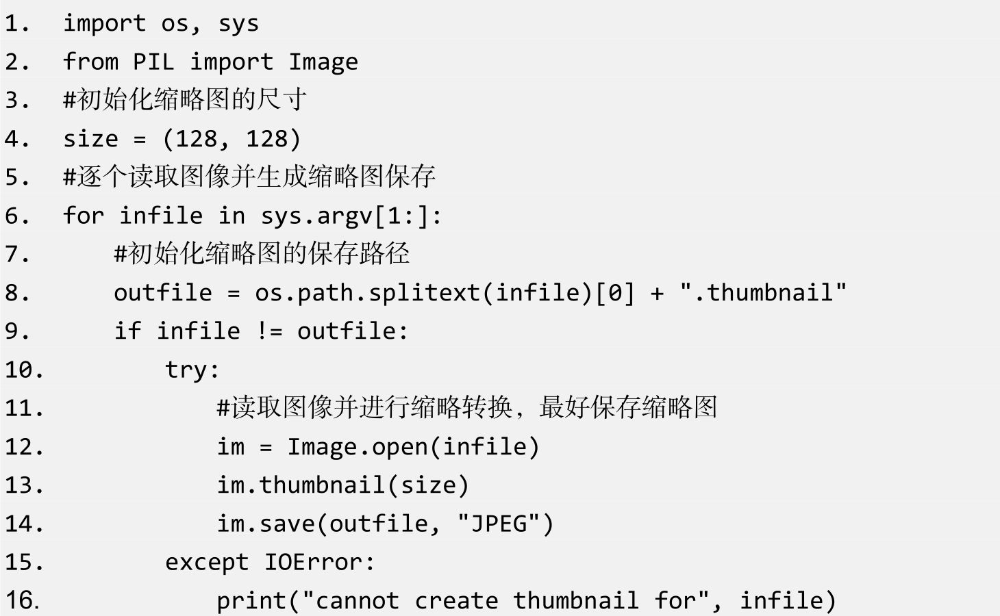 1. import os, sys
2. from PIL import Image
3. #初始化缩略图的尺寸
4. size = (128, 128)
5. #逐个读取图像并生成缩略图保存
6. for infile in sys.argv[1:]:
7.     #初始化缩略图的保存路径
8.     outfile = os.path.splitext(infile)[0] + ".thumbnail"
9.     if infile != outfile:
10.         try:
11.             #读取图像并进行缩略转换，最好保存缩略图
12.             im = Image.open(infile)
13.             im.thumbnail(size)
14.             im.save(outfile, "JPEG")
15.         except IOError:
16.             print("cannot create thumbnail for", infile)